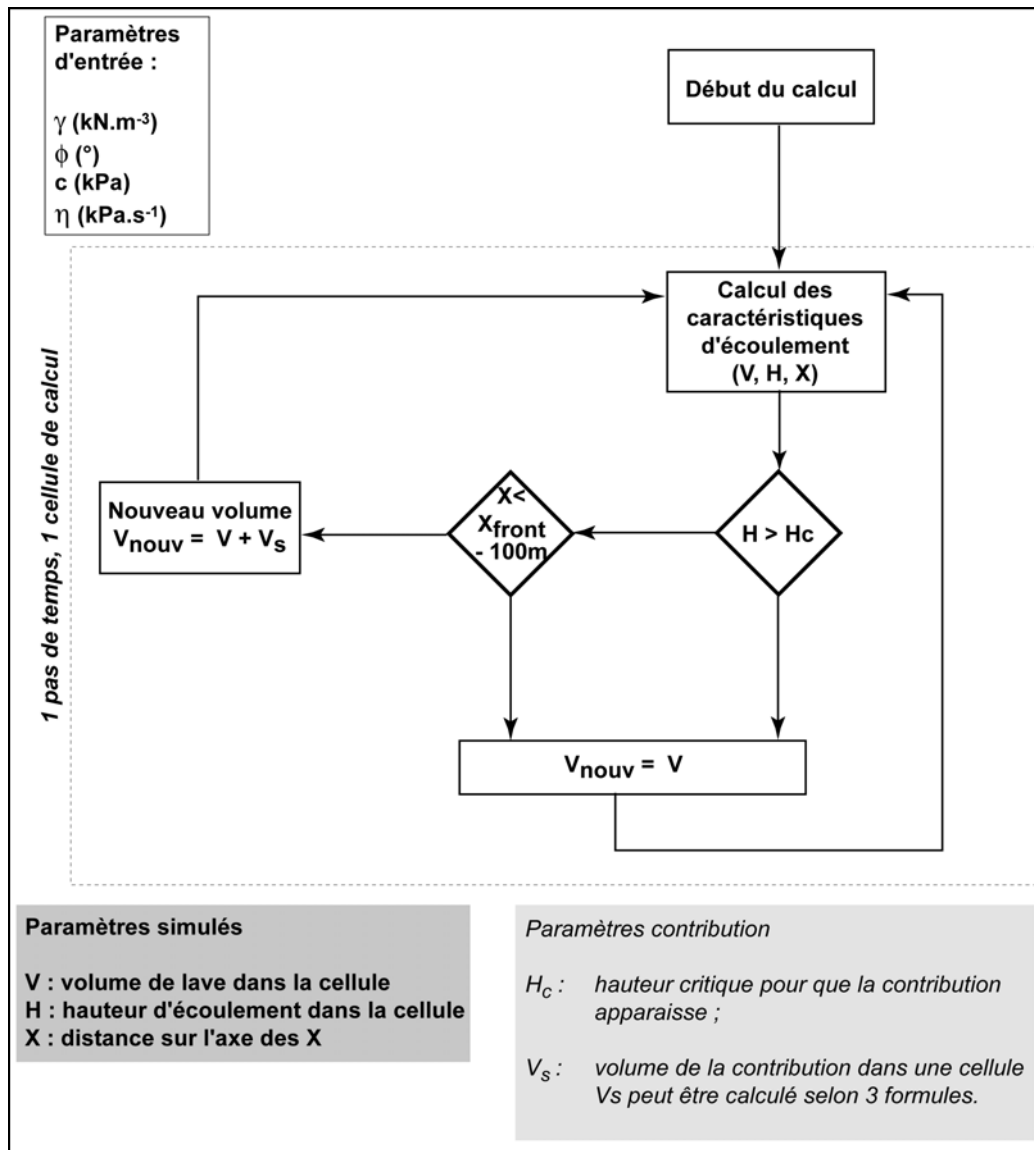 Paramètres
d'entrée :
γ (kN.m-3)
ϕ (°)
c (kPa)
η (kPa.s-1)
Début du calcul
1 pas de temps, 1 cellule de calcul
Calcul des
caractéristiques
d'écoulement
(V, H, X)
Nouveau volume
Vnouv = V + Vs
X<
Xfront
- 100m
H > Hc
Vnouv = V
Paramètres simulés
V : volume de lave dans la cellule
H : hauteur d'écoulement dans la cellule
X : distance sur l'axe des X
Paramètres contribution
Hc : hauteur critique pour que la contribution
apparaisse ;
Vs : volume de la contribution dans une cellule
Vs peut être calculé selon 3 formules.